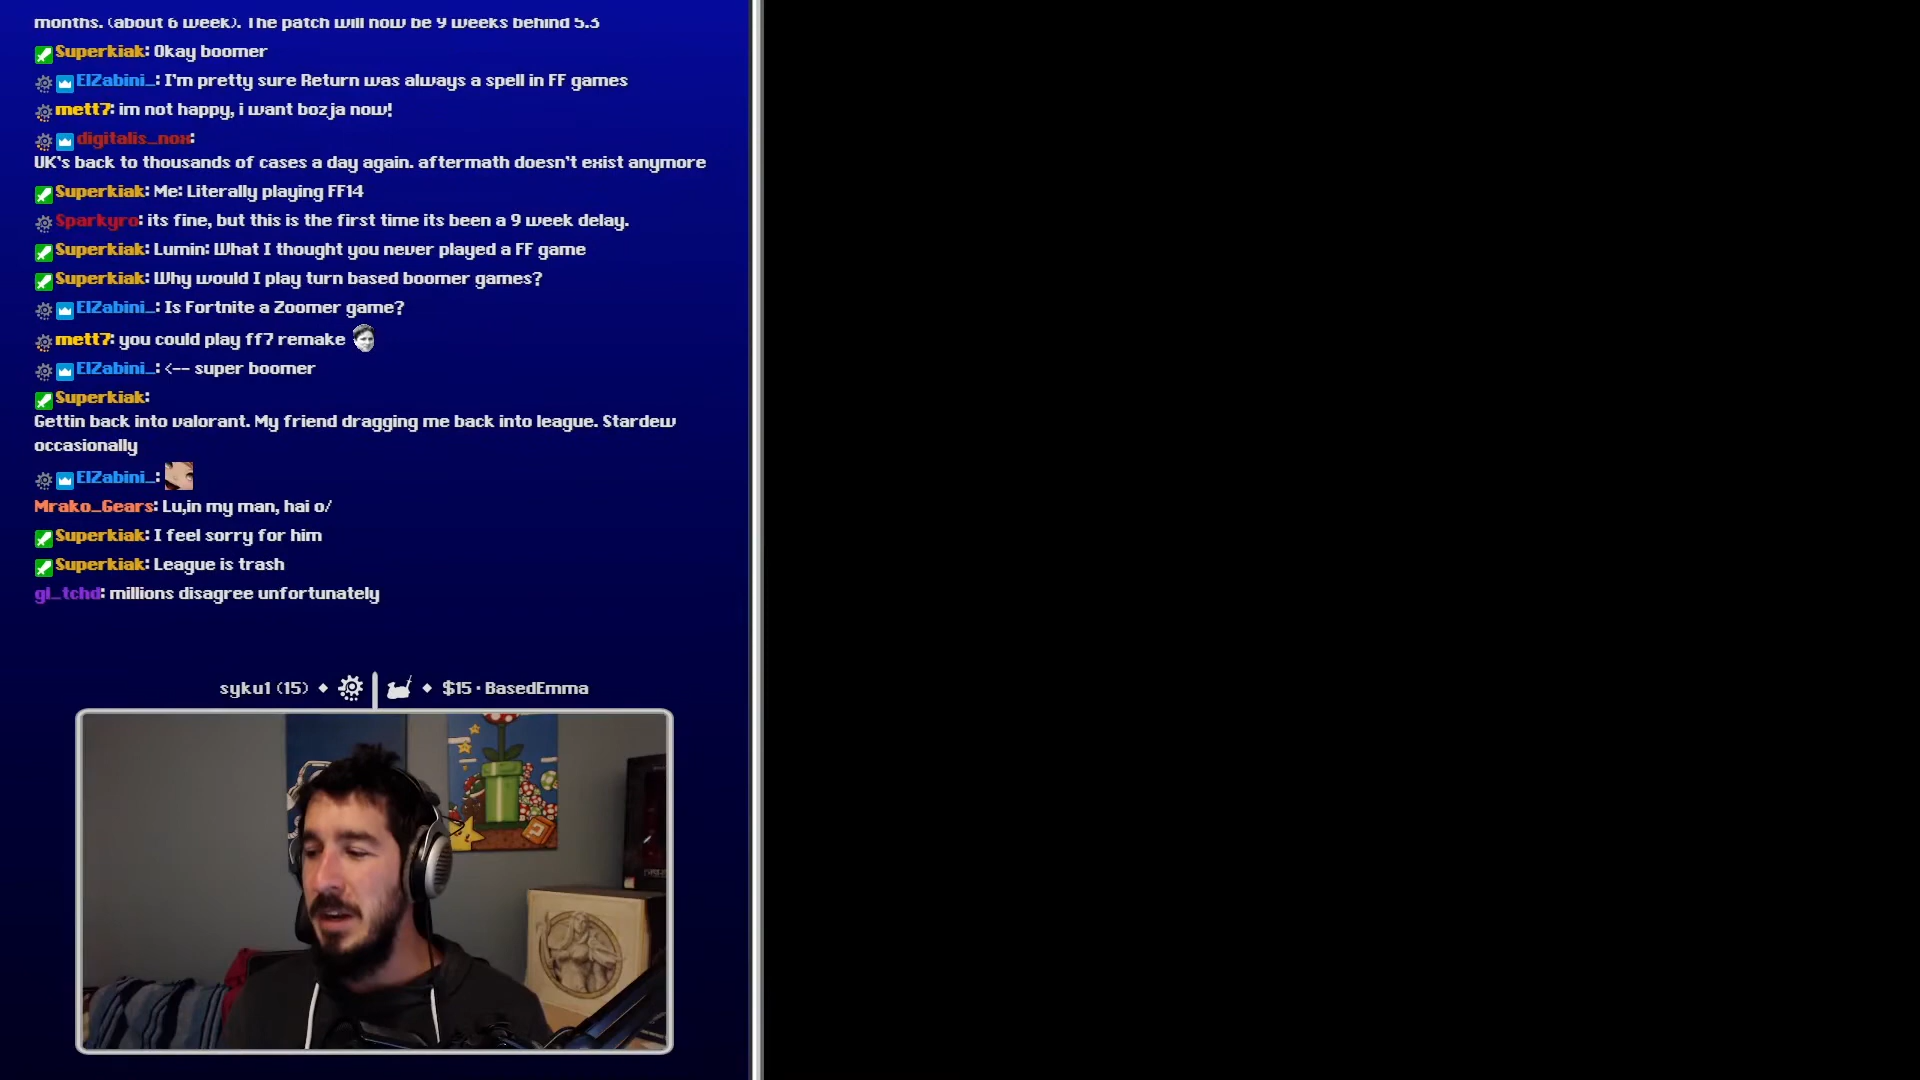 months. (about 6 week). The patch will now be 9 weeks behind 5.3
Superkiak: Okay boomer
ElZabini_: I'm pretty sure Return was always a spell in FF games
mett7: im not happy, i want bozja now!
digitalis_nox:
UK's back to thousands of cases a day again. aftermath doesn't exist anymore
Superkiak: Me: Literally playing FF14
Sparkyro: its fine, but this is the first time its been a 9 week delay.
Superkiak: Lumin: What I thought you never played a FF game
Superkiak: Why would I play turn based boomer games?
ElZabini_: Is Fortnite a Zoomer game?
mett7: you could play ff7 remake
ElZabini_: <-- super boomer
Superkiak:
Gettin back into valorant. My friend dragging me back into league. Stardew
occasionally
ElZabini_:
Mrako_Gears: Lu,in my man, hai o/
Superkiak: I feel sorry for him
Superkiak: League is trash
gl_tchd: millions disagree unfortunately
syku1 (15) ◆ ◆ $15 · BasedEmma